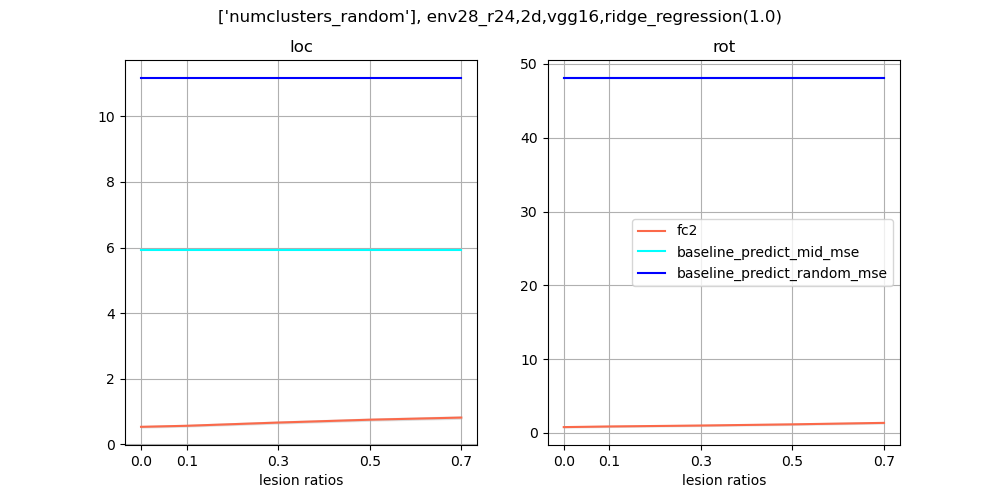 ['numclusters_random'], env28_r24,2d,vgg16,ridge_regression(1.0)
loc
10
8
6
4
2
0
0.0 0.1 0.3 0.5 0.7
lesion ratios
rot
50
40
30
20
10
0
0.0 0.1 0.3 0.5 0.7
lesion ratios
fc2
baseline_predict_mid_mse
baseline_predict_random_mse